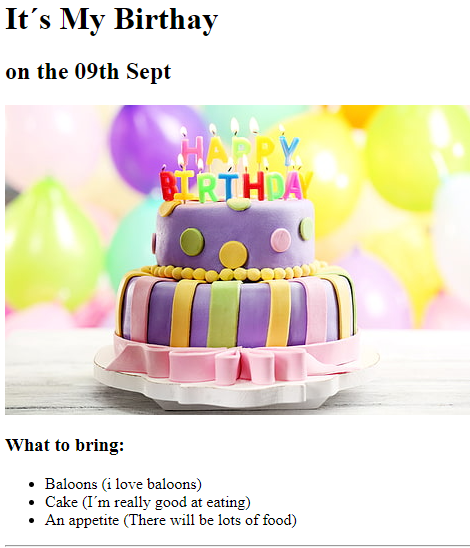 It´s My Birthay
on the 09th Sept
HAPPY
BIRTHDAY
What to bring:
Baloons (i love baloons)
Cake (I´m really good at eating)
An appetite (There will be lots of food)